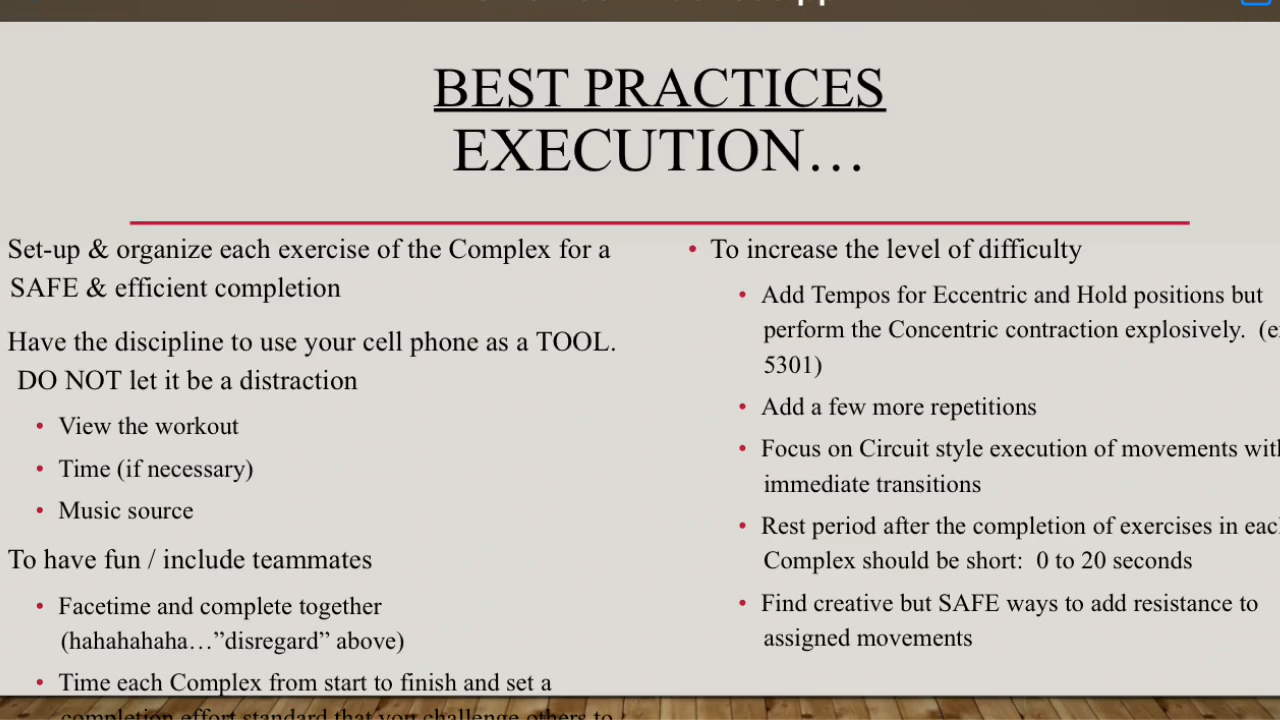 BEST PRACTICES
EXECUTION…
Set-up & organize each exercise of the Complex for a
SAFE & efficient completion
Have the discipline to use your cell phone as a TOOL.
DO NOT let it be a distraction
• View the workout
• Time (if necessary)
• Music source
To have fun / include teammates
• Facetime and complete together
(hahahahaha…”disregard” above)
• Time each Complex from start to finish and set a
completion effort standard that you challenge others to
• To increase the level of difficulty
• Add Tempos for Eccentric and Hold positions but
perform the Concentric contraction explosively. (e
5301)
• Add a few more repetitions
• Focus on Circuit style execution of movements with
immediate transitions
• Rest period after the completion of exercises in each
Complex should be short: 0 to 20 seconds
• Find creative but SAFE ways to add resistance to
assigned movements